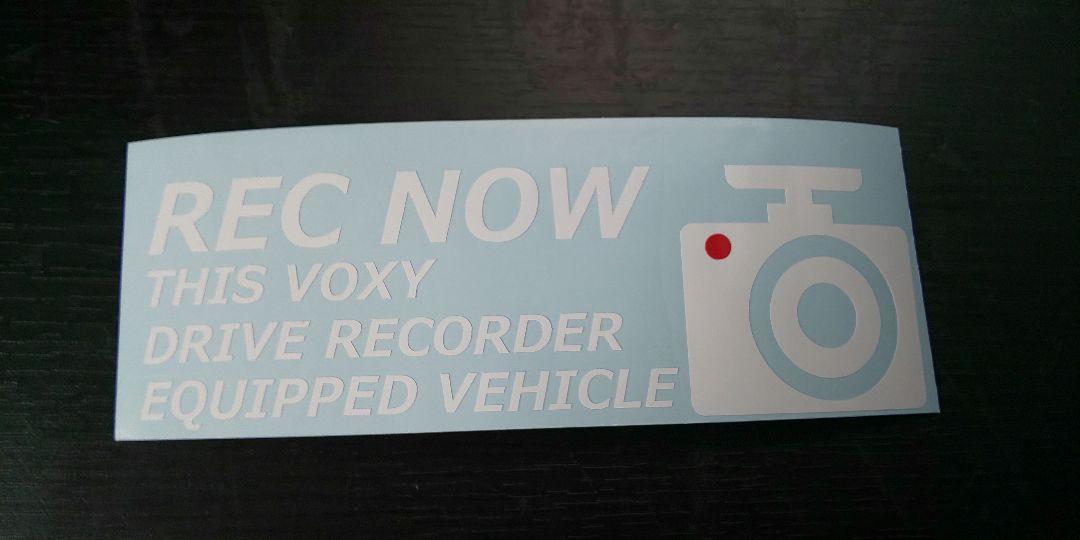 REC NOW
THIS VOXY
DRIVE RECORDER
EQUIPPED VEHICLE